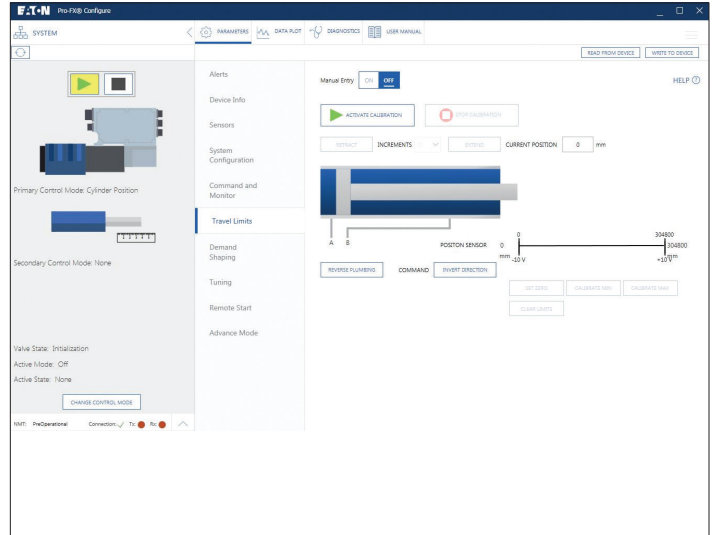 EATON Pro-FX® Configure
SYSTEM
PARAMETERS
DATA PLOT
DIAGNOSTICS
USER MANUAL
READ FROM DEVICE
WRITE TO DEVICE
Primary Control Mode: Cylinder Position
Secondary Control Mode: None
Valve State: Initialization
Active Mode: Off
Active State: None
CHANGE CONTROL MODE
NMT: PreOperational Connection: Tx: Rx:
Alerts
Device Info
Sensors
System
Configuration
Command and
Monitor
Travel Limits
Demand
Shaping
Tuning
Remote Start
Advance Mode
Manual Entry ON OFF
HELP ?
ACTIVATE CALIBRATION
STOP CALIBRATION
RETRACT INCREMENTS EXTEND CURRENT POSITION 0 mm
A B
POSITON SENSOR
0 304800
0 304800
mm mm
-10 V +10 V
REVERSE PLUMBING COMMAND INVERT DIRECTION
SET ZERO CALIBRATE MIN CALIBRATE MAX
CLEAR LIMITS